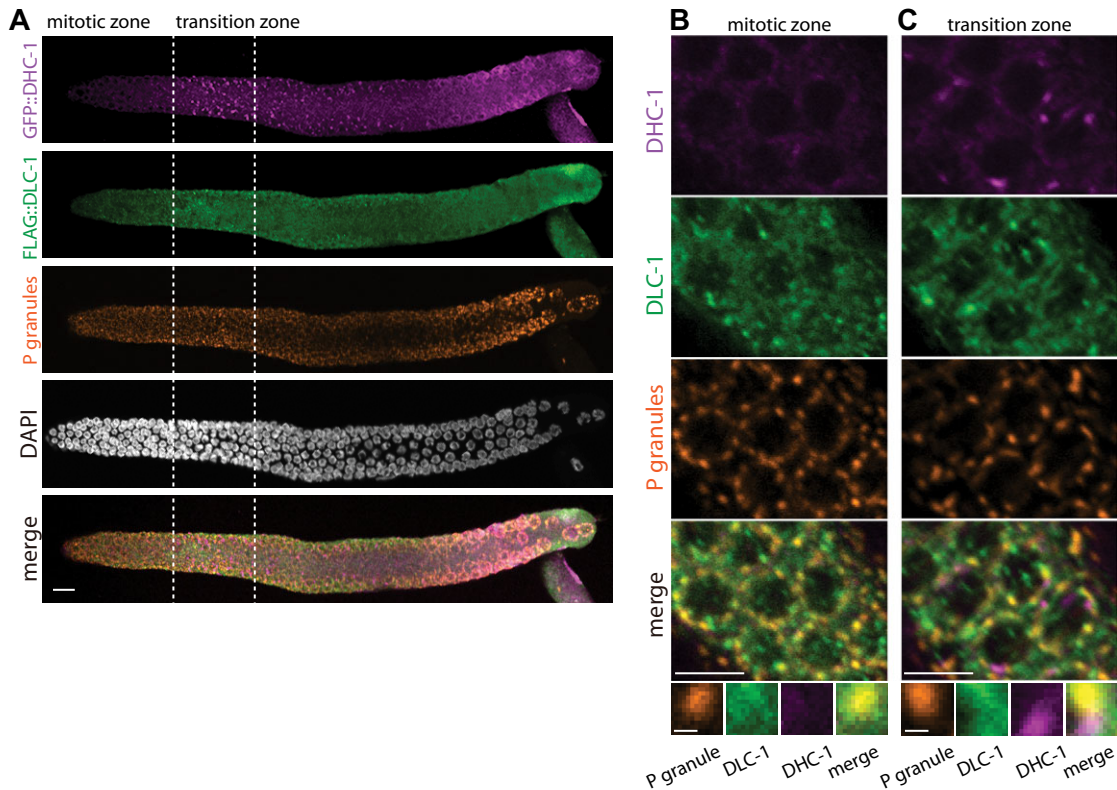 A
mitotic zone transition zone
GFP::DHC-1
FLAG::DLC-1
P granules
DAPI
merge
B
mitotic zone
C
transition zone
DHC-1
DLC-1
P granules
merge
P granule DLC-1 DHC-1 merge
P granule DLC-1 DHC-1 merge